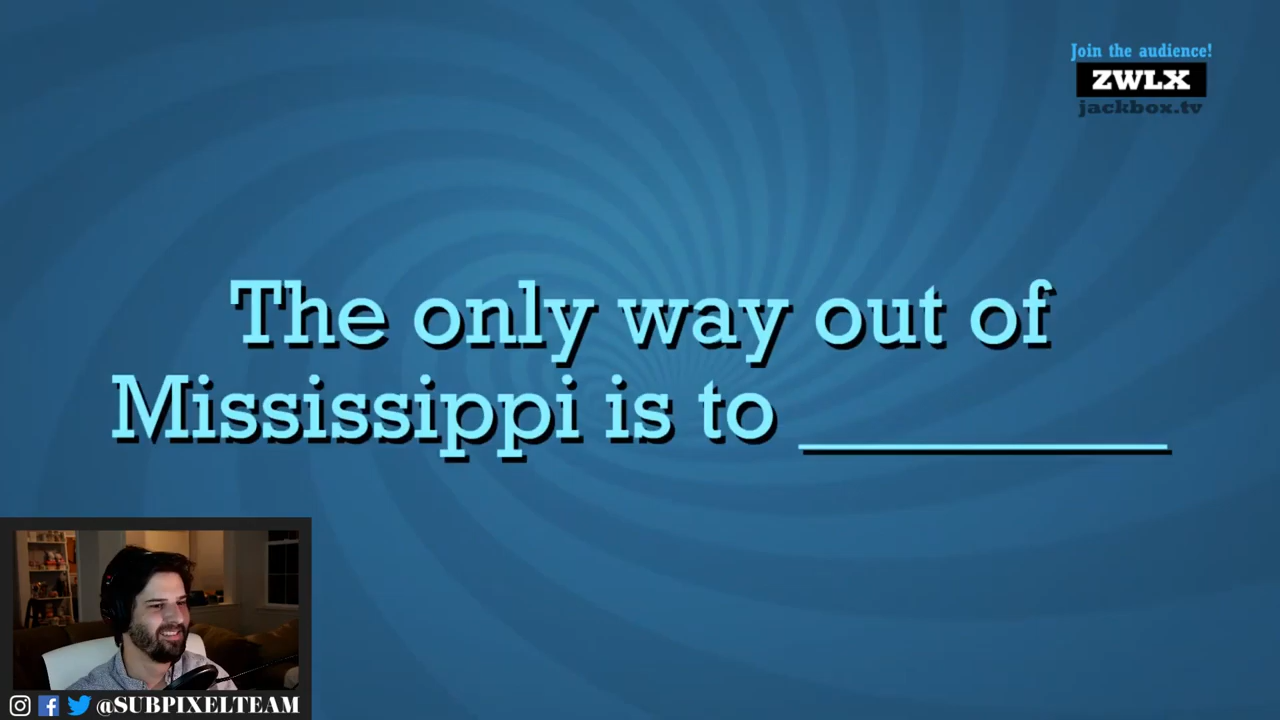 Join the audience!
ZWLX
jackbox.tv
The only way out of
Mississippi is to ________
@SUBPIXELTEAM